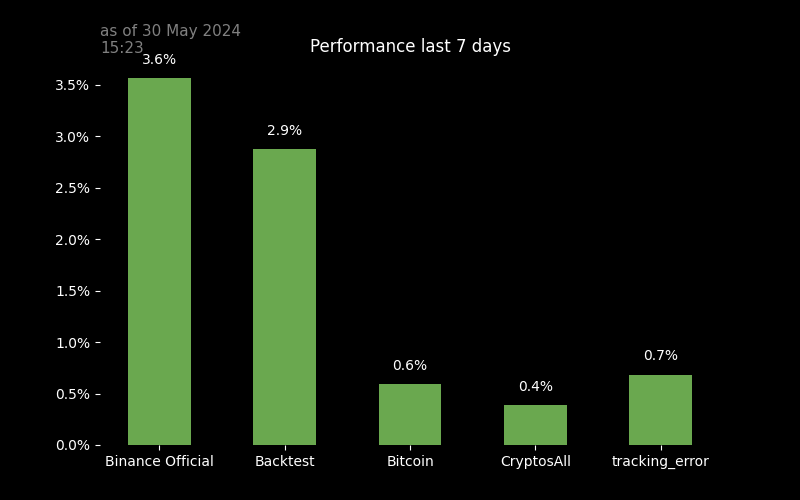 as of 30 May 2024
15:23
Performance last 7 days
3.6%
2.9%
0.6%
0.4%
0.7%
3.5%
3.0%
2.5%
2.0%
1.5%
1.0%
0.5%
0.0%
Binance Official
Backtest
Bitcoin
CryptosAll
tracking_error